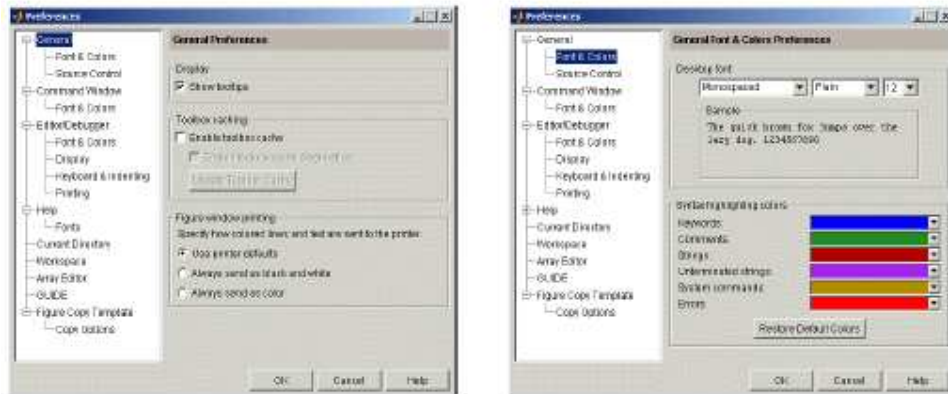 Preferences
General
Font & Colors
Source Control
Command Window
Font & Colors
Editor/Debugger
Font & Colors
Display
Keyboard & Indenting
Printing
Help
Fonts
Current Directory
Workspace
Array Editor
GUIDE
Figure Copy Template
Copy Options
General Preferences
Display
Show tooltips
Toolbox caching
Enable toolbox cache
Figure window printing
Specify how colored lines and text are sent to the printer.
Use printer defaults
Always send as black and white
Always send as color
OK Cancel Help
Preferences
General
Font & Colors
Source Control
Command Window
Font & Colors
Editor/Debugger
Font & Colors
Display
Keyboard & Indenting
Printing
Help
Fonts
Current Directory
Workspace
Array Editor
GUIDE
Figure Copy Template
Copy Options
General Font & Colors Preferences
Desktop font
Monospaced Plain 12
Sample
The quick brown fox jumps over the
lazy dog. 1234567890
Syntax highlighting colors
Keywords:
Comments:
Strings:
Unterminated strings:
System commands:
Errors:
Restore Default Colors
OK Cancel Help